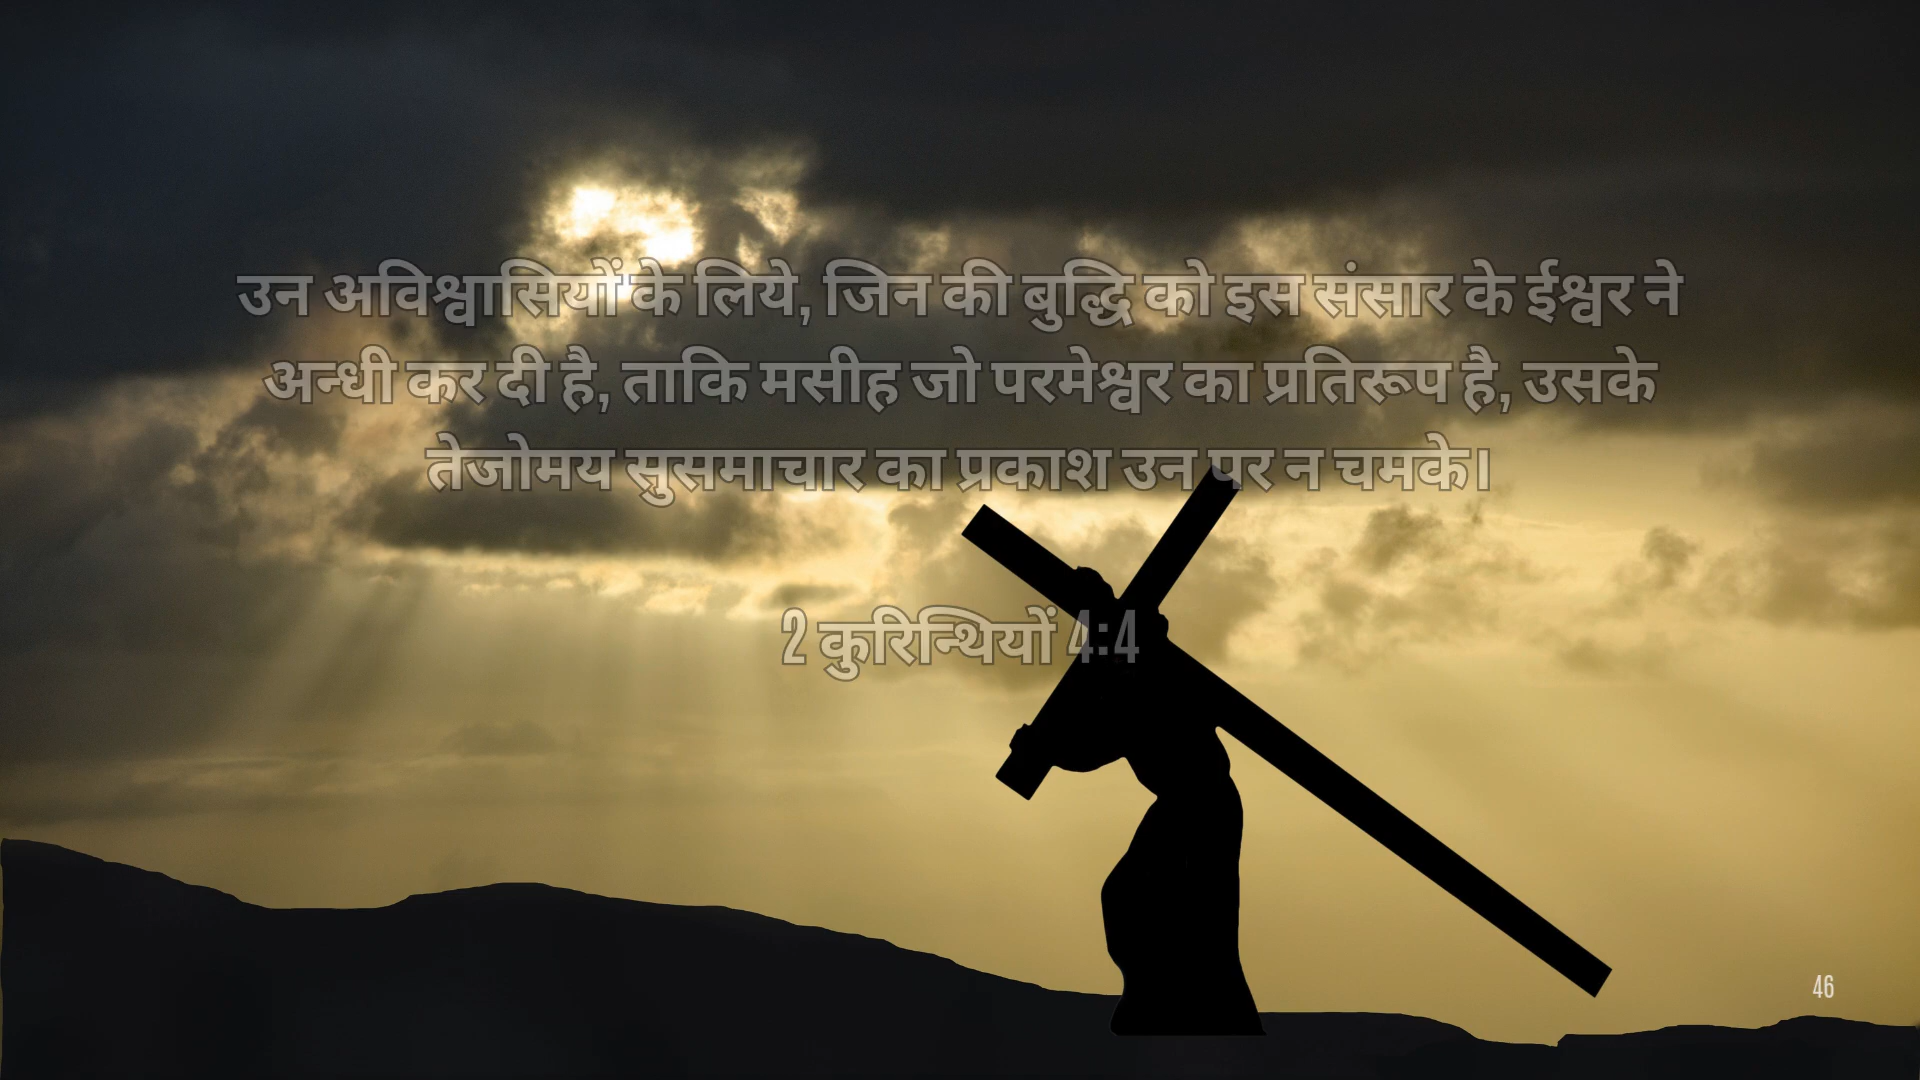 उन अविश्वासियों के लिये, जिन की बुद्धि को इस संसार के ईश्वर ने
अन्धी कर दी है, ताकि मसीह जो परमेश्वर का प्रतिरूप है, उसके
तेजोमय सुसमाचार का प्रकाश उन पर न चमके।
2 कुरिन्थियों 4:4
46